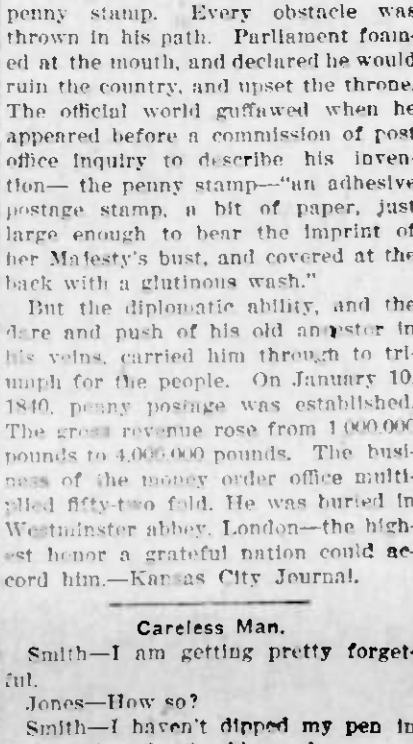 penny stamp. Every obstacle was
thrown in his path. Parliament foam-
ed at the mouth, and declared he would
ruin the country, and upset the throne.
The official world guffawed when he
appeared before a commission of post
office inquiry to describe his inven-
tion— the penny stamp—"an adhesive
postage stamp, a bit of paper, just
large enough to bear the imprint of
her Majesty's bust, and covered at the
back with a glutinous wash."
But the diplomatic ability, and the
dare and push of his old ancestor in
his veins, carried him through to tri-
umph for the people. On January 10,
1840, penny postage was established.
The gross revenue rose from 1,000,000
pounds to 4,000,000 pounds. The busi-
ness of the money order office multi-
plied fifty-two fold. He was buried in
Westminster abbey, London—the high-
est honor a grateful nation could ac-
cord him.—Kansas City Journal.
Careless Man.
Smith—I am getting pretty forget-
ful.
Jones—How so?
Smith—I haven't dipped my pen in